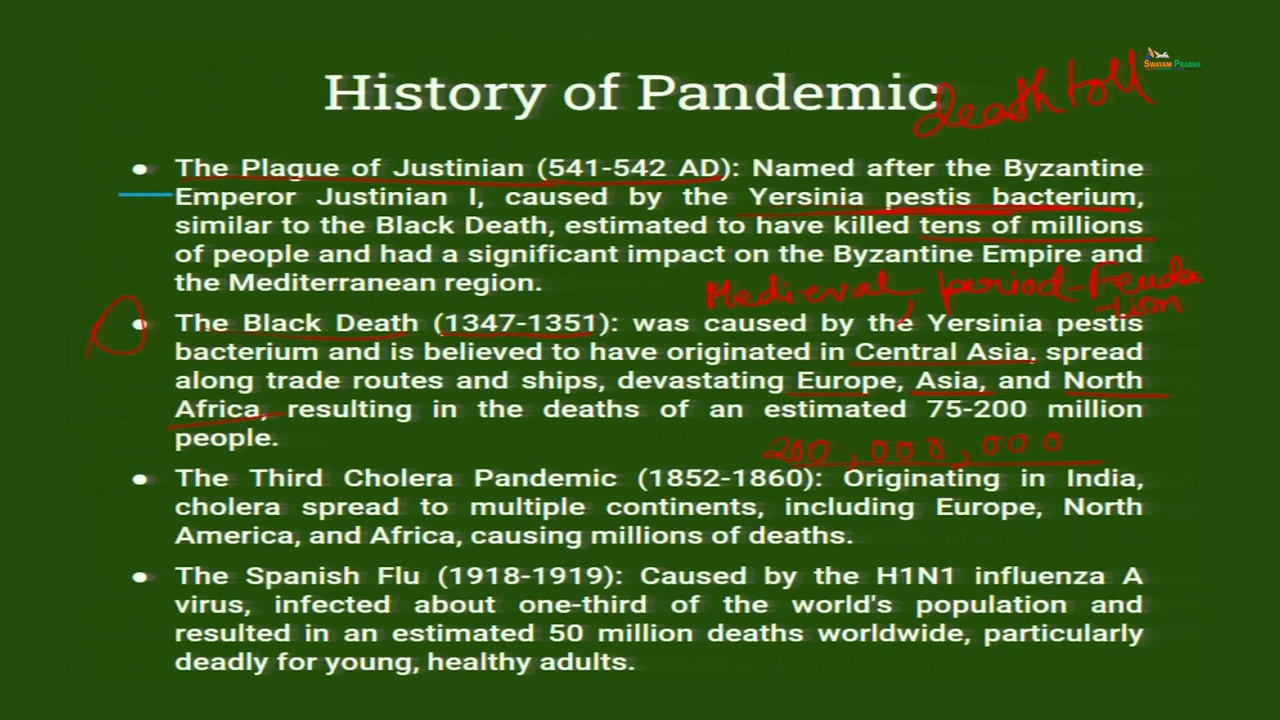 SWAYAM PRABHA
History of Pandemic
death toll
• The Plague of Justinian (541-542 AD): Named after the Byzantine
Emperor Justinian I, caused by the Yersinia pestis bacterium,
similar to the Black Death, estimated to have killed tens of millions
of people and had a significant impact on the Byzantine Empire and
the Mediterranean region.
Medieval, period-Feuda
-lism
• The Black Death (1347-1351): was caused by the Yersinia pestis
bacterium and is believed to have originated in Central Asia, spread
along trade routes and ships, devastating Europe, Asia, and North
Africa, resulting in the deaths of an estimated 75-200 million
people.
200,000,000
• The Third Cholera Pandemic (1852-1860): Originating in India,
cholera spread to multiple continents, including Europe, North
America, and Africa, causing millions of deaths.
• The Spanish Flu (1918-1919): Caused by the H1N1 influenza A
virus, infected about one-third of the world's population and
resulted in an estimated 50 million deaths worldwide, particularly
deadly for young, healthy adults.